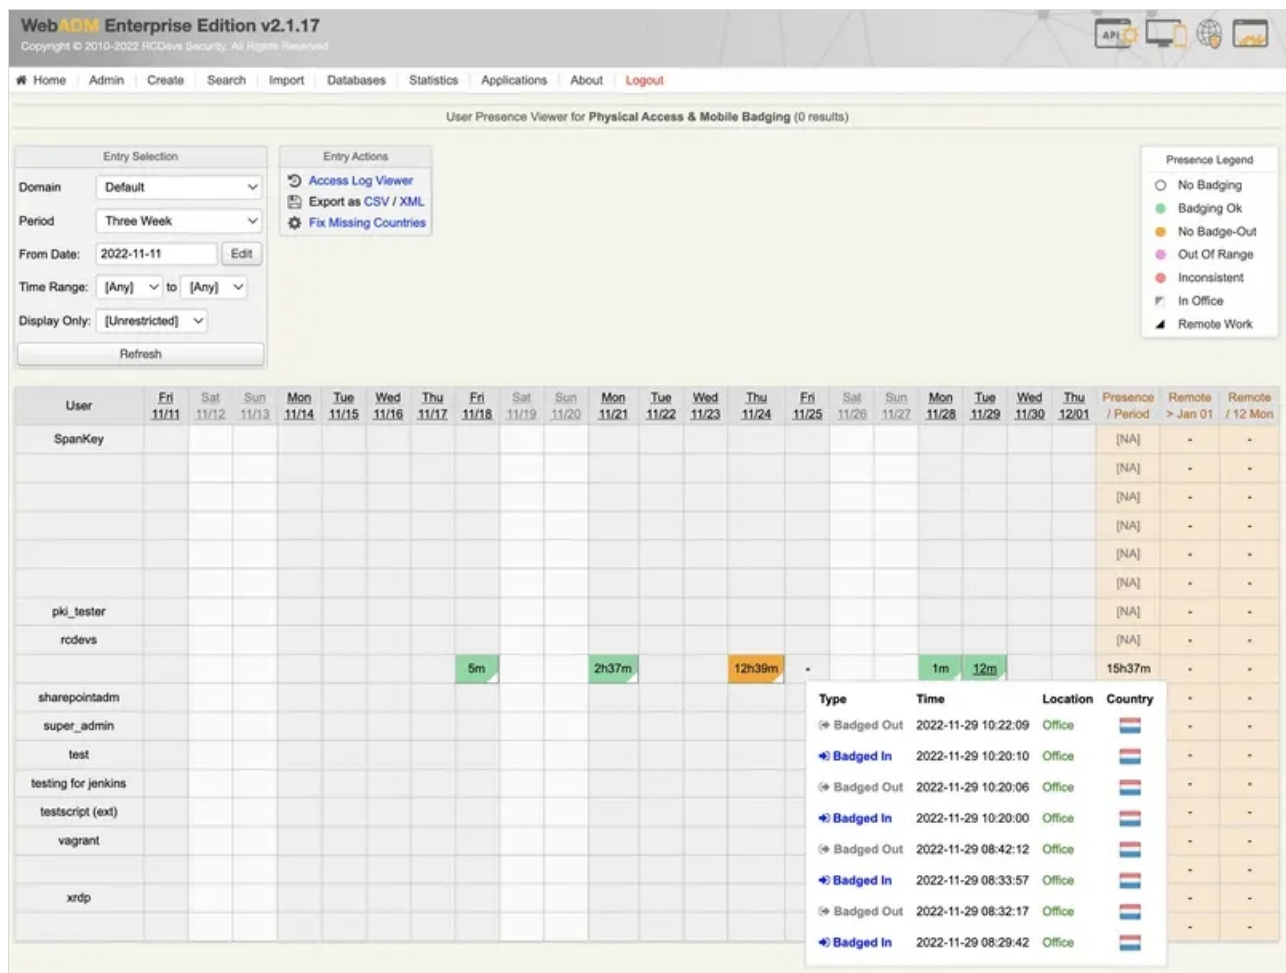 WebADM Enterprise Edition v2.1.17
Copyright © 2010-2022 RCDevs Security, All Rights Reserved
API
Home Admin Create Search Import Databases Statistics Applications About Logout
User Presence Viewer for Physical Access & Mobile Badging (0 results)
Entry Selection
Domain Default
Period Three Week
From Date: 2022-11-11 Edit
Time Range: [Any] to [Any]
Display Only: [Unrestricted]
Refresh
Entry Actions
Access Log Viewer
Export as CSV / XML
Fix Missing Countries
Presence Legend
No Badging
Badging Ok
No Badge-Out
Out Of Range
Inconsistent
In Office
Remote Work
User Fri Sat Sun Mon Tue Wed Thu Fri Sat Sun Mon Tue Wed Thu Fri Sat Sun Mon Tue Wed Thu Presence Remote Remote
11/11 11/12 11/13 11/14 11/15 11/16 11/17 11/18 11/19 11/20 11/21 11/22 11/23 11/24 11/25 11/26 11/27 11/28 11/29 11/30 12/01 / Period > Jan 01 / 12 Mon
SpanKey [NA] - -
[NA] - -
[NA] - -
[NA] - -
[NA] - -
[NA] - -
pki_tester [NA] - -
rcdevs [NA] - -
5m 2h37m 12h39m - 1m 12m 15h37m - -
sharepointadm - -
super_admin - -
test - -
testing for jenkins - -
testscript (ext) - -
vagrant - -
- -
xrdp - -
- -
Type Time Location Country
Badged Out 2022-11-29 10:22:09 Office
Badged In 2022-11-29 10:20:10 Office
Badged Out 2022-11-29 10:20:06 Office
Badged In 2022-11-29 10:20:00 Office
Badged Out 2022-11-29 08:42:12 Office
Badged In 2022-11-29 08:33:57 Office
Badged Out 2022-11-29 08:32:17 Office
Badged In 2022-11-29 08:29:42 Office